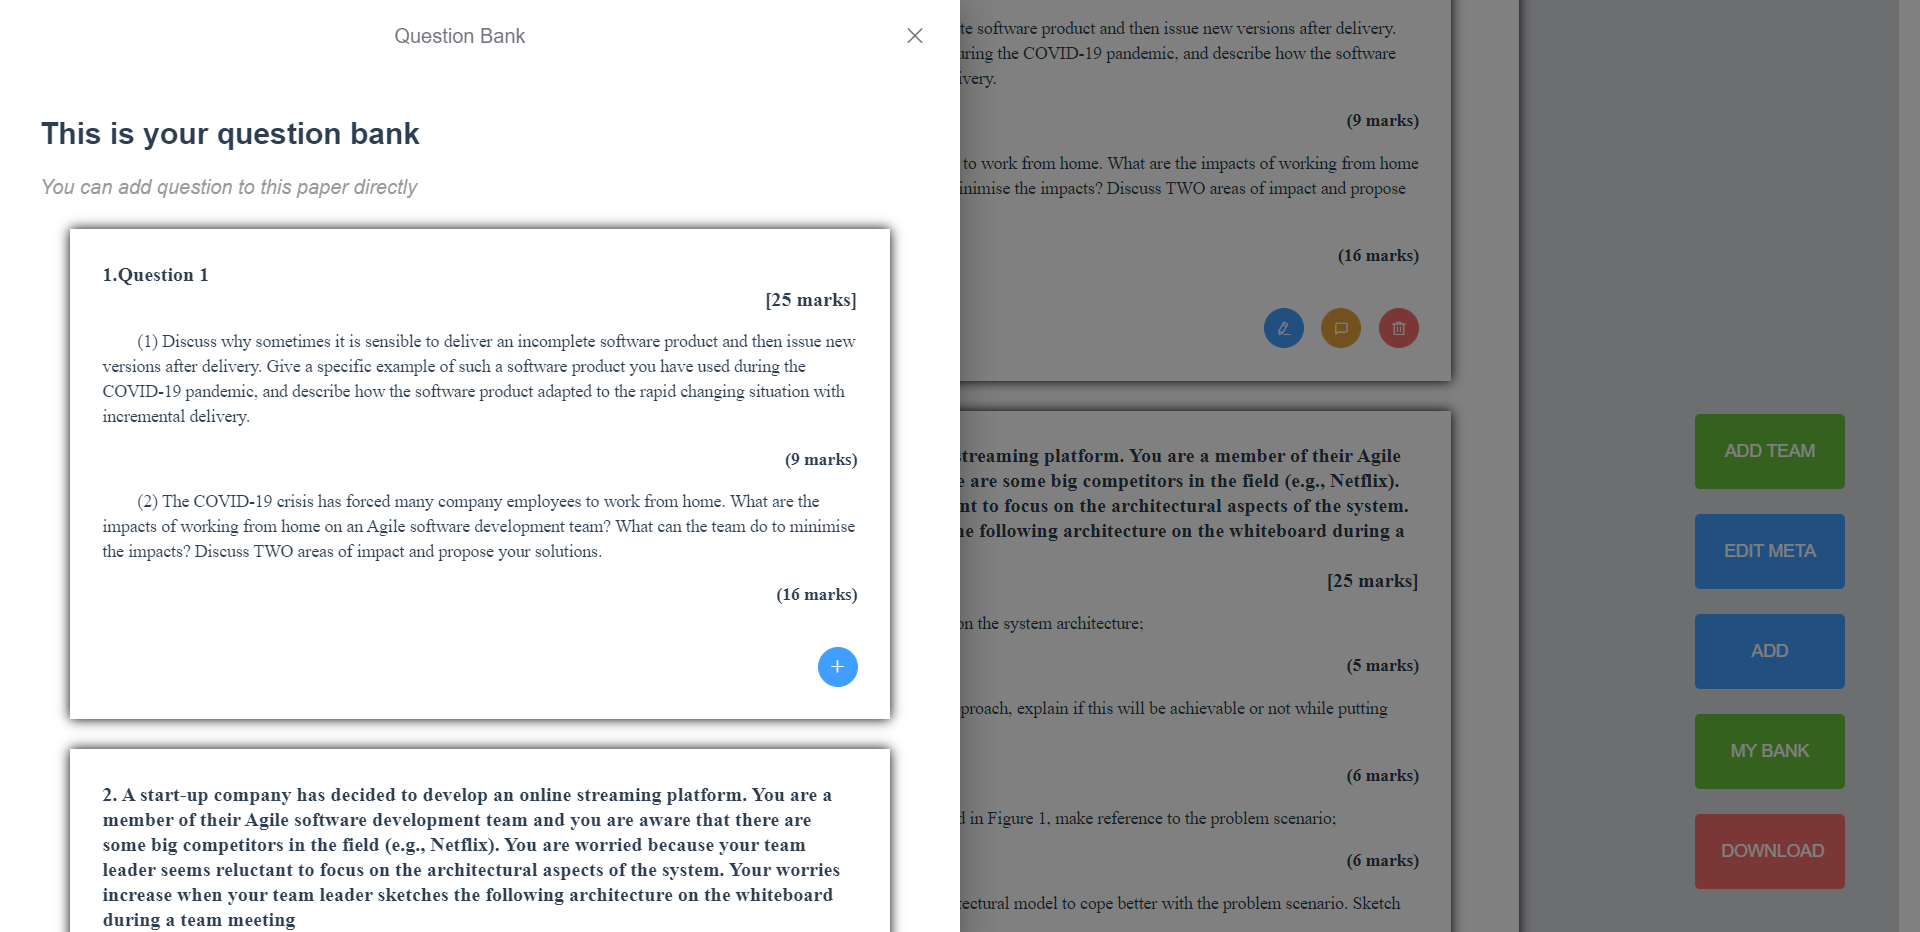 Question Bank
This is your question bank
You can add question to this paper directly
1.Question 1
[25 marks]
(1) Discuss why sometimes it is sensible to deliver an incomplete software product and then issue new
versions after delivery. Give a specific example of such a software product you have used during the
COVID-19 pandemic, and describe how the software product adapted to the rapid changing situation with
incremental delivery.
(9 marks)
(2) The COVID-19 crisis has forced many company employees to work from home. What are the
impacts of working from home on an Agile software development team? What can the team do to minimise
the impacts? Discuss TWO areas of impact and propose your solutions.
(16 marks)
2. A start-up company has decided to develop an online streaming platform. You are a
member of their Agile software development team and you are aware that there are
some big competitors in the field (e.g., Netflix). You are worried because your team
leader seems reluctant to focus on the architectural aspects of the system. Your worries
increase when your team leader sketches the following architecture on the whiteboard
during a team meeting
te software product and then issue new versions after delivery.
uring the COVID-19 pandemic, and describe how the software
ivery.
(9 marks)
to work from home. What are the impacts of working from home
inimise the impacts? Discuss TWO areas of impact and propose
(16 marks)
streaming platform. You are a member of their Agile
e are some big competitors in the field (e.g., Netflix).
nt to focus on the architectural aspects of the system.
he following architecture on the whiteboard during a
[25 marks]
on the system architecture;
(5 marks)
proach, explain if this will be achievable or not while putting
(6 marks)
d in Figure 1, make reference to the problem scenario;
(6 marks)
tectural model to cope better with the problem scenario. Sketch
ADD TEAM
EDIT META
ADD
MY BANK
DOWNLOAD